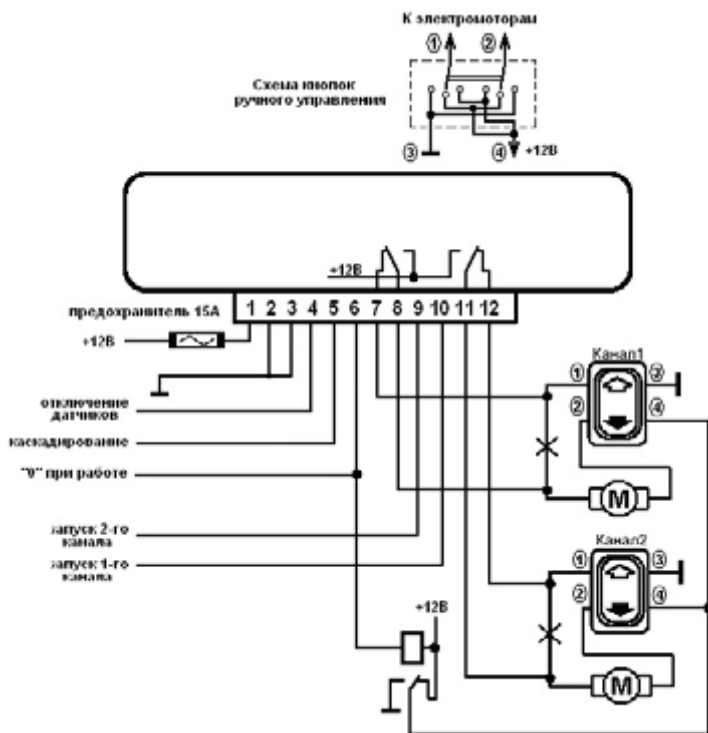 К электромоторам
1 2
Схема кнопок
ручного управления
3 4 +12В
+12В
предохранитель 15А
1 2 3 4 5 6 7 8 9 10 11 12
+12В
Канал1
1 3
2 4
отключение
датчиков
каскадирование
"0" при работе
М
запуск 2-го
канала
запуск 1-го
канала
Канал2
1 3
2 4
+12В
М